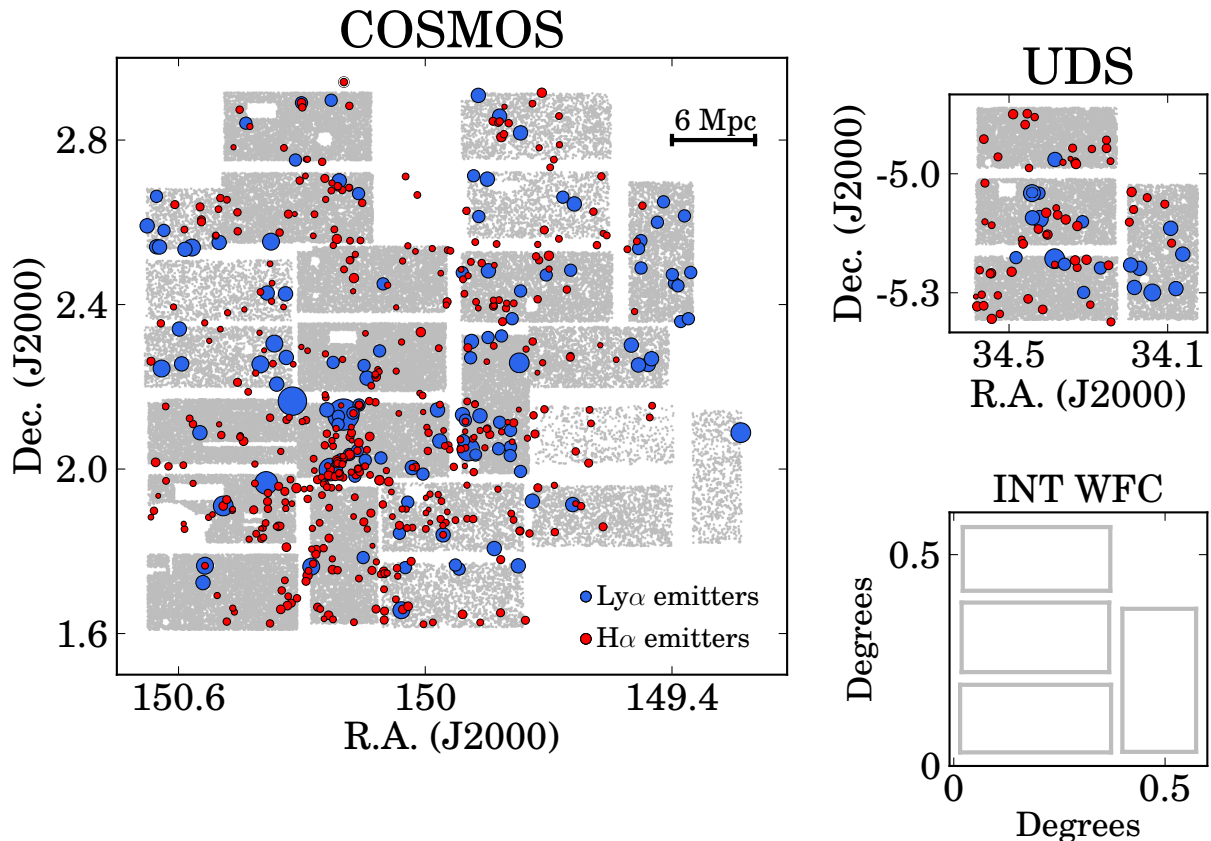 COSMOS
6 Mpc
2.8
2.4
2.0
1.6
Dec. (J2000)
Lyα emitters
Hα emitters
150.6
150
149.4
R.A. (J2000)
UDS
-5.0
-5.3
Dec. (J2000)
34.5
34.1
R.A. (J2000)
INT WFC
0.5
0
Degrees
0
0.5
Degrees